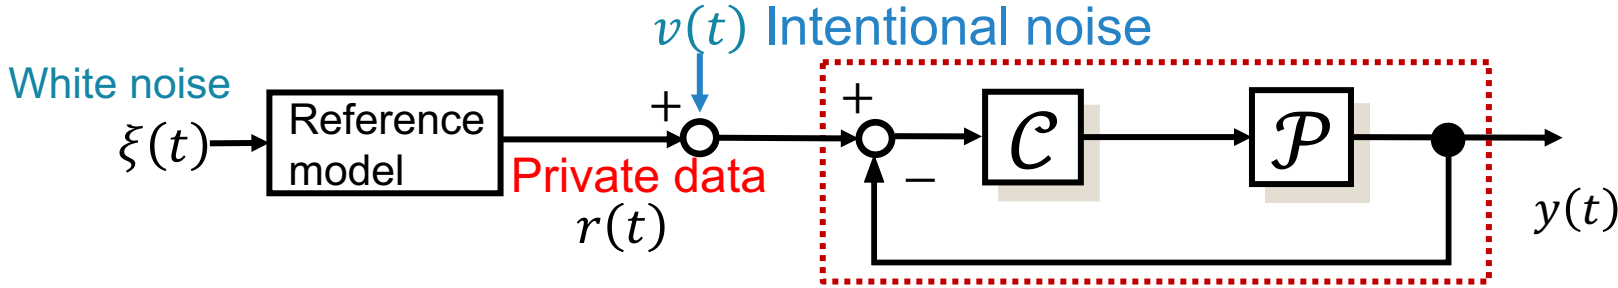 v(t) Intentional noise
White noise
ξ(t)
Reference
model
+
Private data
r(t)
+
−
𝒞
𝒫
y(t)